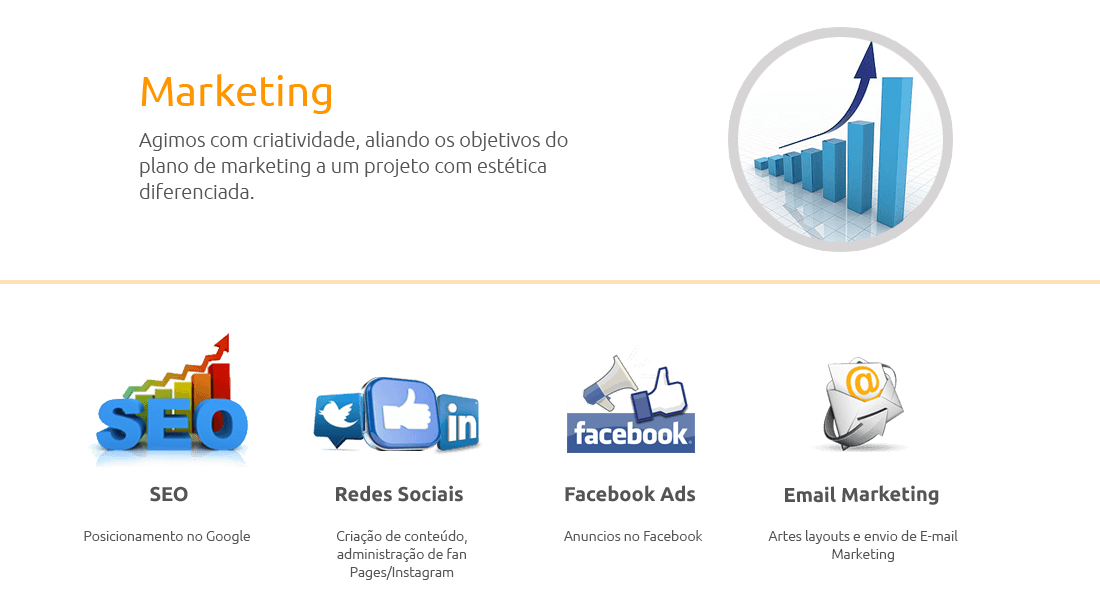 Marketing
Agimos com criatividade, aliando os objetivos do
plano de marketing a um projeto com estética
diferenciada.
SEO
in
facebook
@
SEO
Redes Sociais
Facebook Ads
Email Marketing
Posicionamento no Google
Criação de conteúdo,
administração de fan
Pages/Instagram
Anuncios no Facebook
Artes layouts e envio de E-mail
Marketing